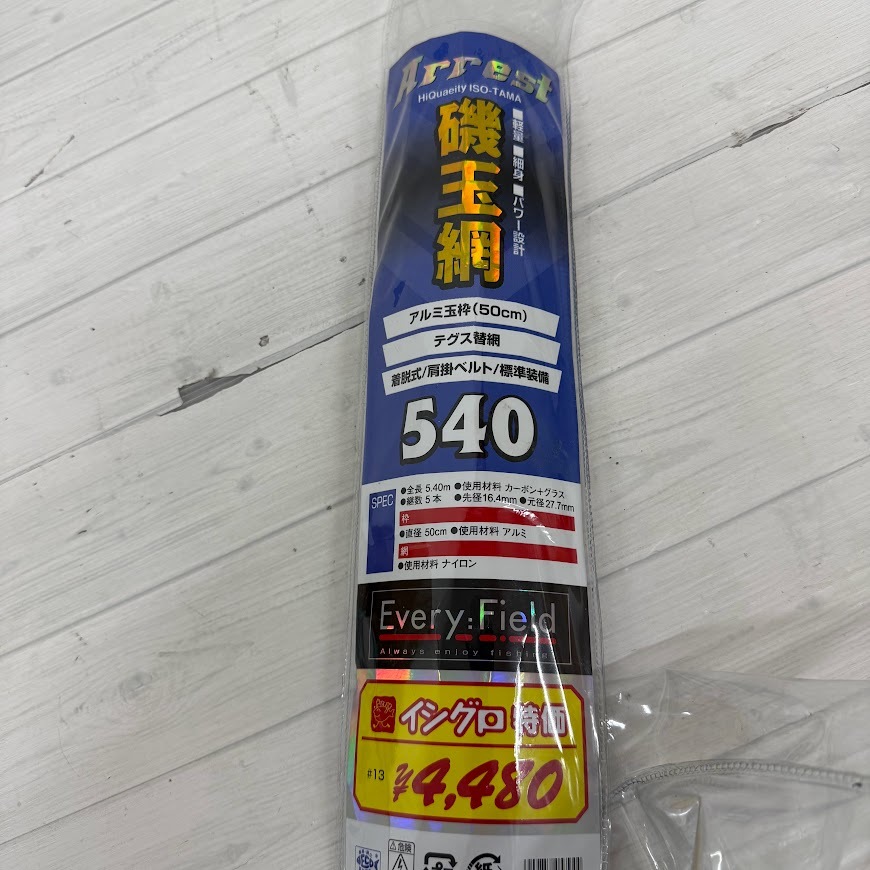 Arrest
HiQuaeity ISO-TAMA
磯玉網
■軽量 ■細身 ■パワー設計
アルミ玉枠(50cm)
テグス替網
着脱式/肩掛ベルト/標準装備
540
SPEC
●全長 5.40m ●使用材料 カーボン+グラス
●継数 5本 ●先径16.4mm ●元径27.7mm
枠
●直径 50cm ●使用材料 アルミ
網
●使用材料 ナイロン
Every:Field
Always enjoy fishing
イシグロ 特価
#13 ¥4,480
⚠危険
紙